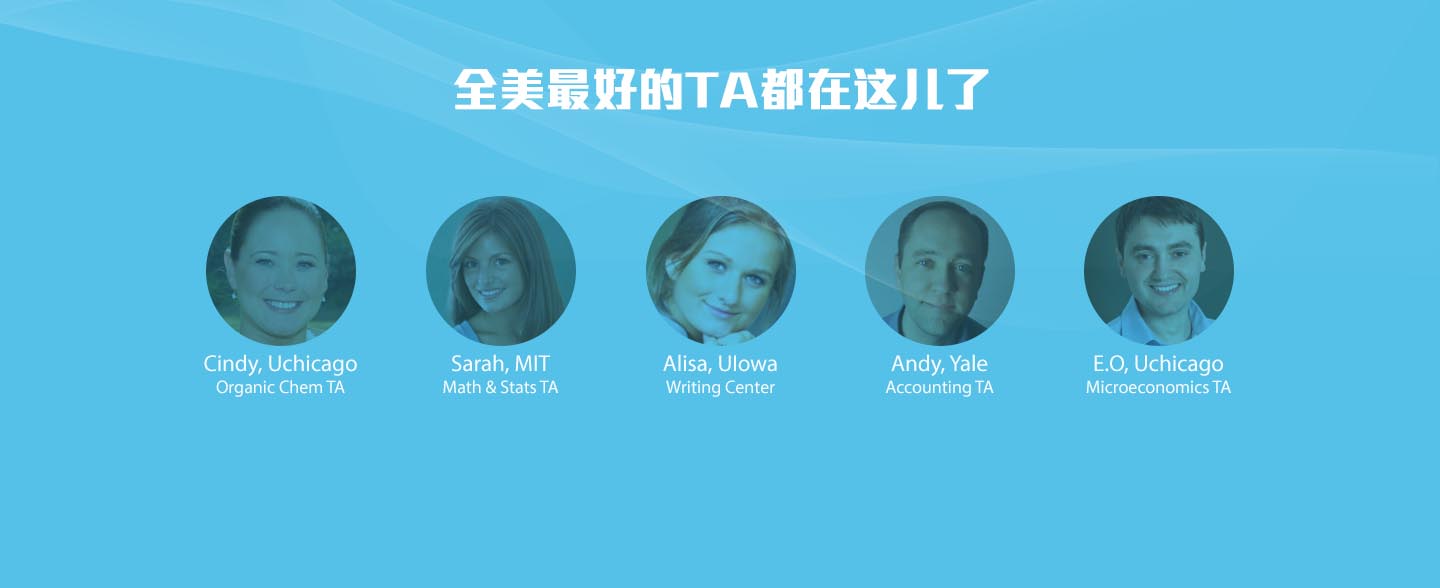 全美最好的TA都在这儿了
Cindy, Uchicago
Organic Chem TA
Sarah, MIT
Math & Stats TA
Alisa, UIowa
Writing Center
Andy, Yale
Accounting TA
E.O, Uchicago
Microeconomics TA